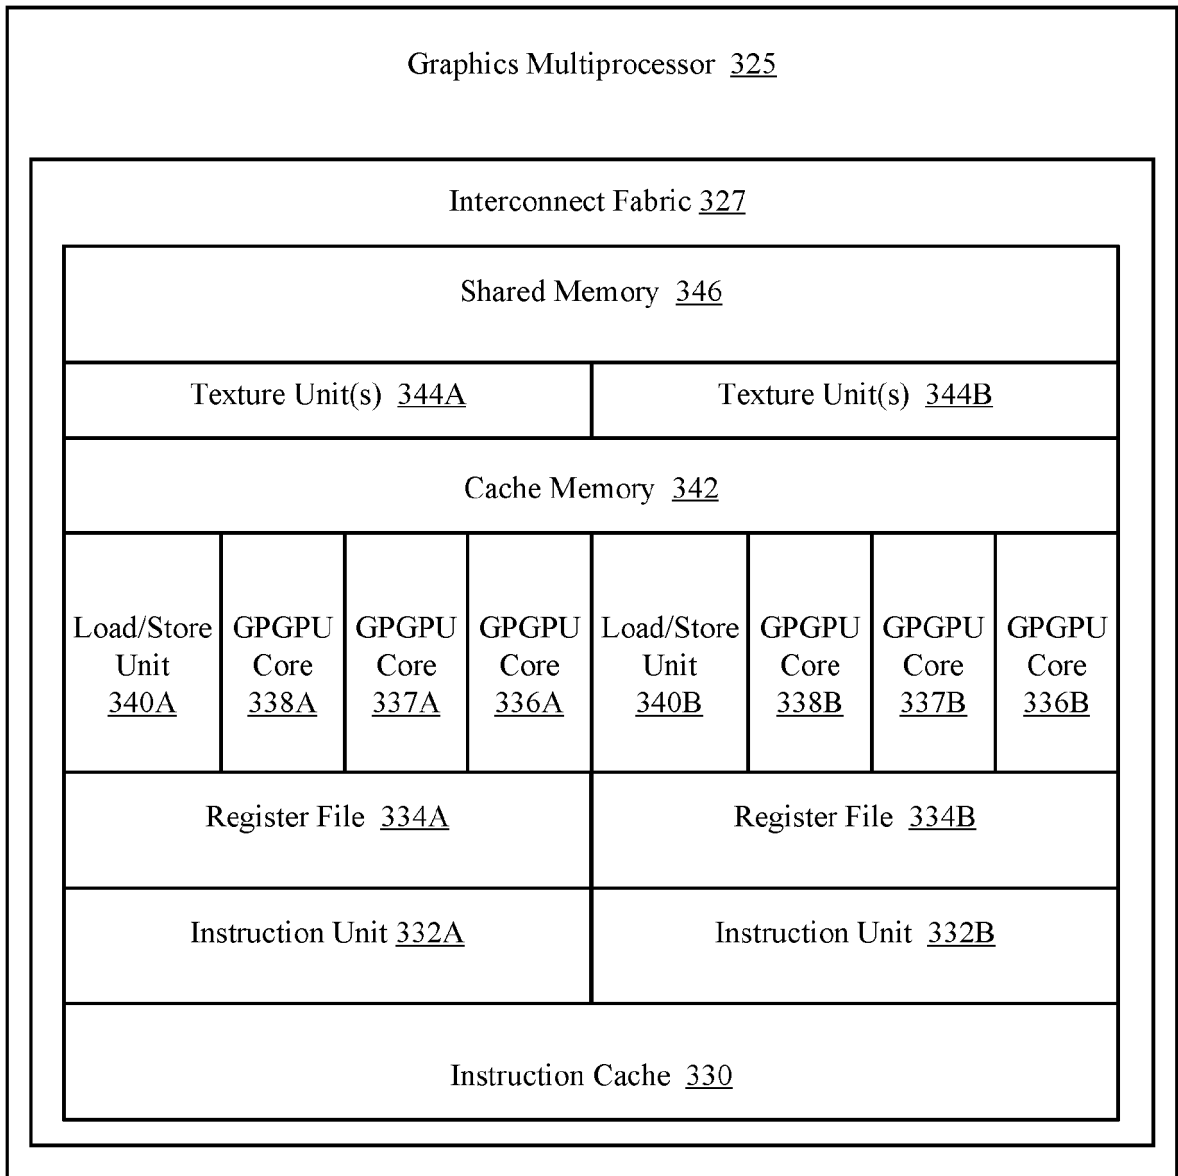 Graphics Multiprocessor 325
Interconnect Fabric 327
Shared Memory 346
Texture Unit(s) 344A
Texture Unit(s) 344B
Cache Memory 342
Load/Store
Unit
340A
GPGPU
Core
338A
GPGPU
Core
337A
GPGPU
Core
336A
Load/Store
Unit
340B
GPGPU
Core
338B
GPGPU
Core
337B
GPGPU
Core
336B
Register File 334A
Register File 334B
Instruction Unit 332A
Instruction Unit 332B
Instruction Cache 330